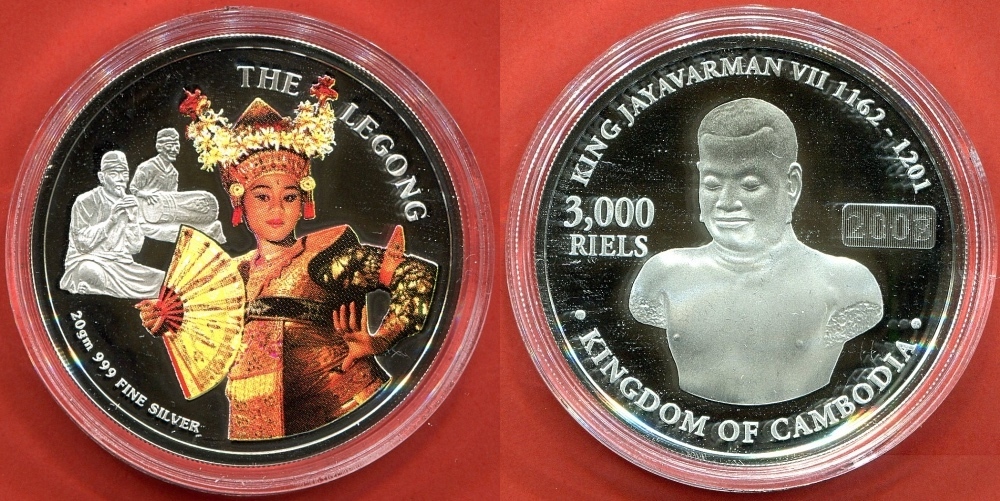 THE LEGONG
20gm 999 FINE SILVER
KING JAYAVARMAN VII 1162 - 1201
3,000
RIELS
• KINGDOM OF CAMBODIA •